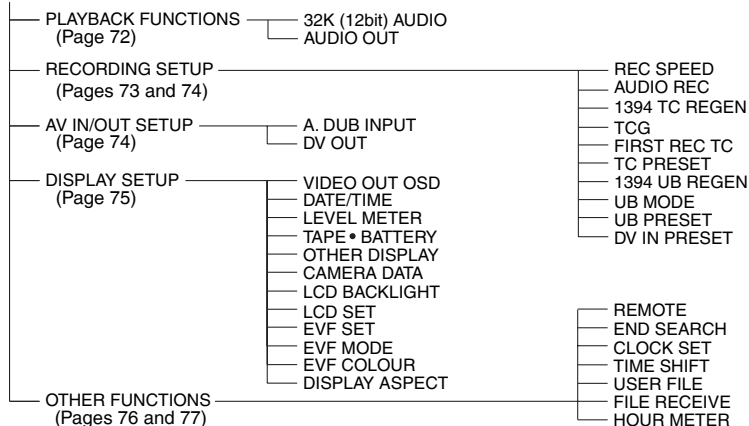 PLAYBACK FUNCTIONS
(Page 72)
32K (12bit) AUDIO
AUDIO OUT
RECORDING SETUP
(Pages 73 and 74)
REC SPEED
AUDIO REC
1394 TC REGEN
TCG
FIRST REC TC
TC PRESET
1394 UB REGEN
UB MODE
UB PRESET
DV IN PRESET
AV IN/OUT SETUP
(Page 74)
A. DUB INPUT
DV OUT
DISPLAY SETUP
(Page 75)
VIDEO OUT OSD
DATE/TIME
LEVEL METER
TAPE • BATTERY
OTHER DISPLAY
CAMERA DATA
LCD BACKLIGHT
LCD SET
EVF SET
EVF MODE
EVF COLOUR
DISPLAY ASPECT
OTHER FUNCTIONS
(Pages 76 and 77)
REMOTE
END SEARCH
CLOCK SET
TIME SHIFT
USER FILE
FILE RECEIVE
HOUR METER